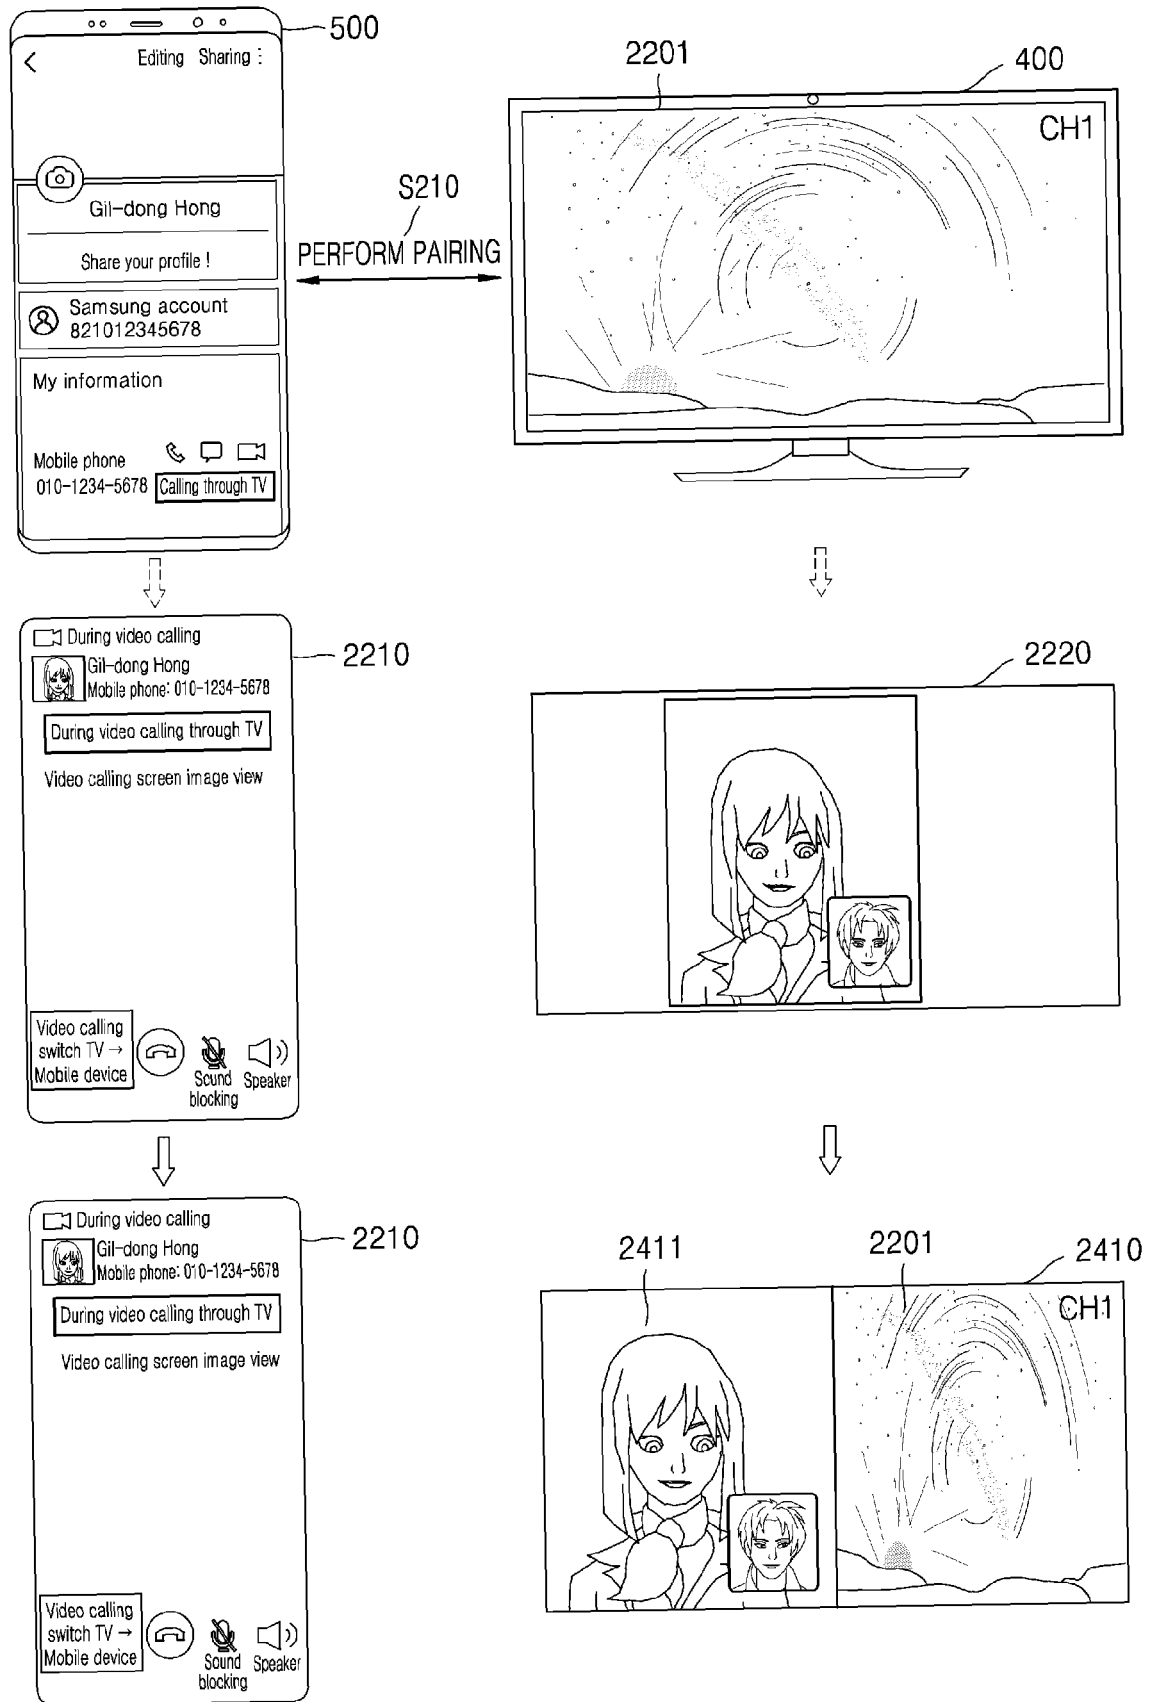 500
Editing Sharing
Gil-dong Hong
Share your profile !
Samsung account
821012345678
My information
Mobile phone
010-1234-5678 Calling through TV
S210
PERFORM PAIRING
2201
400
CH1
During video calling
2210
Gil-dong Hong
Mobile phone: 010-1234-5678
During video calling through TV
Video calling screen image view
Video calling
switch TV →
Mobile device
Sound
blocking
Speaker
2220
During video calling
2210
Gil-dong Hong
Mobile phone: 010-1234-5678
During video calling through TV
Video calling screen image view
Video calling
switch TV →
Mobile device
Sound
blocking
Speaker
2411
2201
2410
CH1